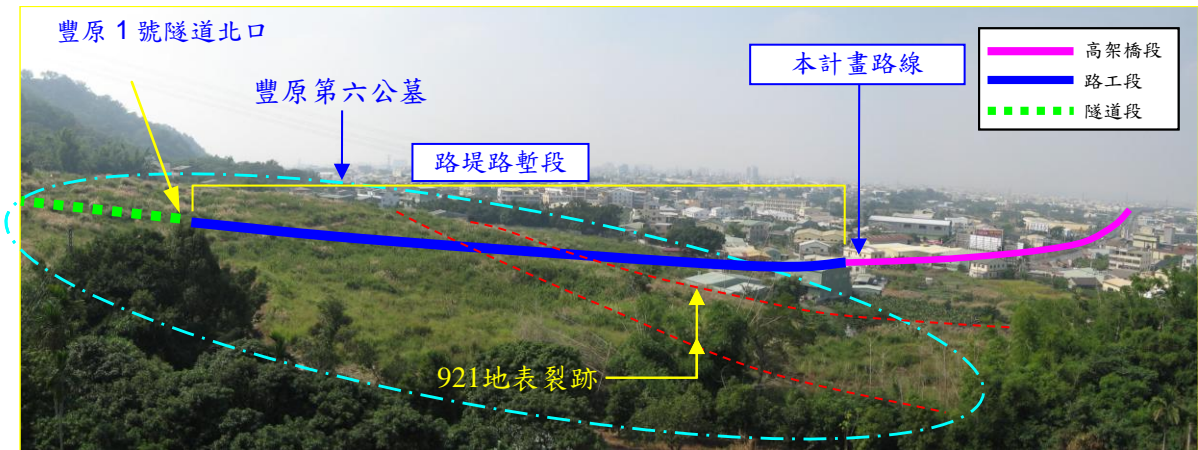 豐原 1 號隧道北口
豐原第六公墓
路堤路塹段
本計畫路線
高架橋段
路工段
隧道段
921地表裂跡